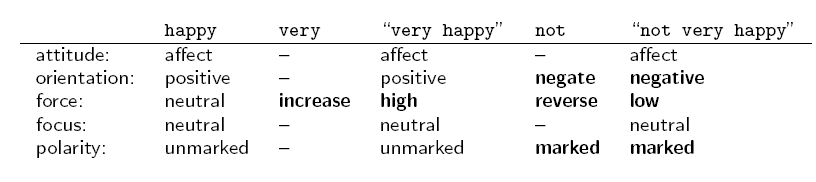 happy very “very happy” not “not very happy”
attitude: affect – affect – affect
orientation: positive – positive negate negative
force: neutral increase high reverse low
focus: neutral – neutral – neutral
polarity: unmarked – unmarked marked marked